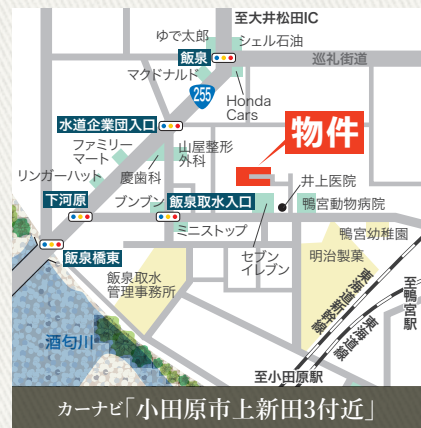 至大井松田IC
ゆで太郎
シェル石油
飯泉
巡礼街道
マクドナルド
255
Honda
Cars
水道企業団入口
物件
ファミリー
マート
山屋整形
外科
リンガーハット
慶歯科
井上医院
下河原
ブンブン
飯泉取水入口
鴨宮動物病院
ミニストップ
鴨宮幼稚園
飯泉橋東
セブン
イレブン
明治製菓
飯泉取水
管理事務所
東海道新幹線
至鴨宮駅
東海道線
酒匂川
至小田原駅
カーナビ「小田原市上新田3付近」